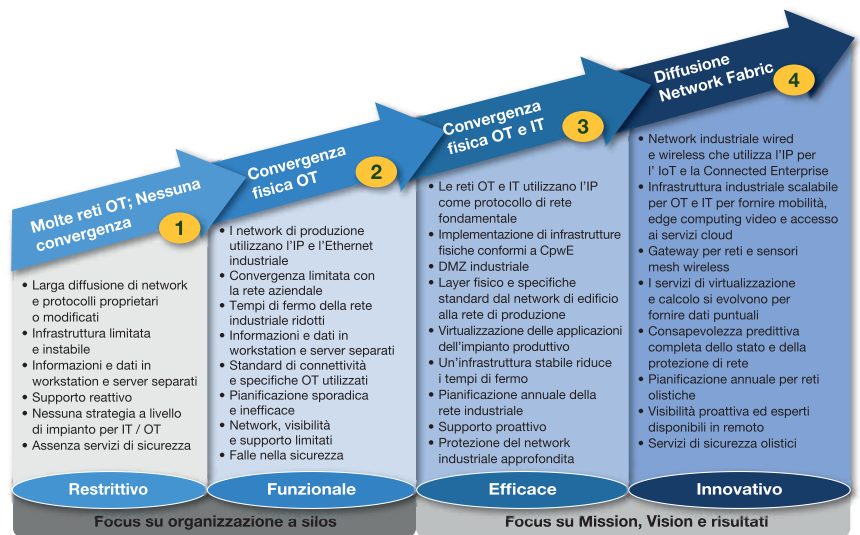 Molte reti OT; Nessuna
convergenza
1
• Larga diffusione di network
e protocolli proprietari
o modificati
• Infrastruttura limitata
e instabile
• Informazioni e dati in
workstation e server separati
• Supporto reattivo
• Nessuna strategia a livello
di impianto per IT / OT
• Assenza servizi di sicurezza
Restrittivo
Convergenza
fisica OT
2
• I network di produzione
utilizzano l'IP e l'Ethernet
industriale
• Convergenza limitata con
la rete aziendale
• Tempi di fermo della rete
industriale ridotti
• Informazioni e dati in
workstation e server separati
• Standard di connettività
e specifiche OT utilizzati
• Pianificazione sporadica
e inefficace
• Network, visibilità
e supporto limitati
• Falle nella sicurezza
Funzionale
Focus su organizzazione a silos
Convergenza
fisica OT e IT
3
• Le reti OT e IT utilizzano l'IP
come protocollo di rete
fondamentale
• Implementazione di infrastrutture
fisiche conformi a CpwE
• DMZ industriale
• Layer fisico e specifiche
standard dal network di edificio
alla rete di produzione
• Virtualizzazione delle applicazioni
dell'impianto produttivo
• Un'infrastruttura stabile riduce
i tempi di fermo
• Pianificazione annuale della
rete industriale
• Supporto proattivo
• Protezione del network
industriale approfondita
Efficace
Diffusione
Network Fabric
4
• Network industriale wired
e wireless che utilizza l'IP per
l' IoT e la Connected Enterprise
• Infrastruttura industriale scalabile
per OT e IT per fornire mobilità,
edge computing video e accesso
ai servizi cloud
• Gateway per reti e sensori
mesh wireless
• I servizi di virtualizzazione
e calcolo si evolvono per
fornire dati puntuali
• Consapevolezza predittiva
completa dello stato e della
protezione di rete
• Pianificazione annuale per reti
olistiche
• Visibilità proattiva ed esperti
disponibili in remoto
• Servizi di sicurezza olistici
Innovativo
Focus su Mission, Vision e risultati